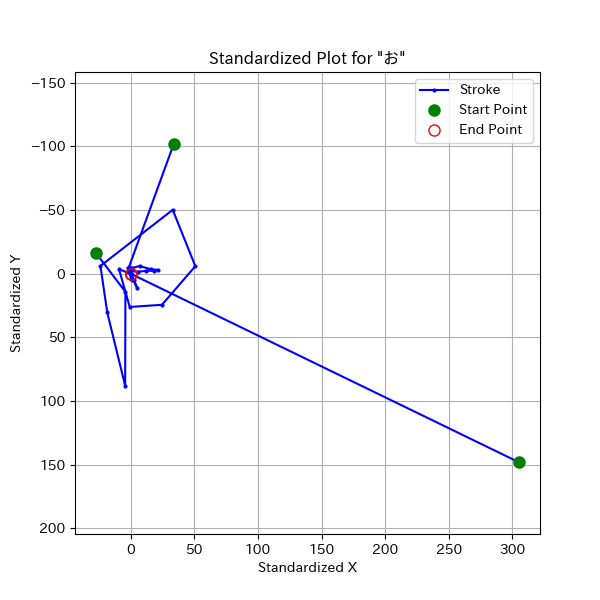 Standardized Plot for "お"
Stroke
Start Point
End Point
−150
−100
−50
0
50
100
150
200
Standardized Y
0 50 100 150 200 250 300
Standardized X